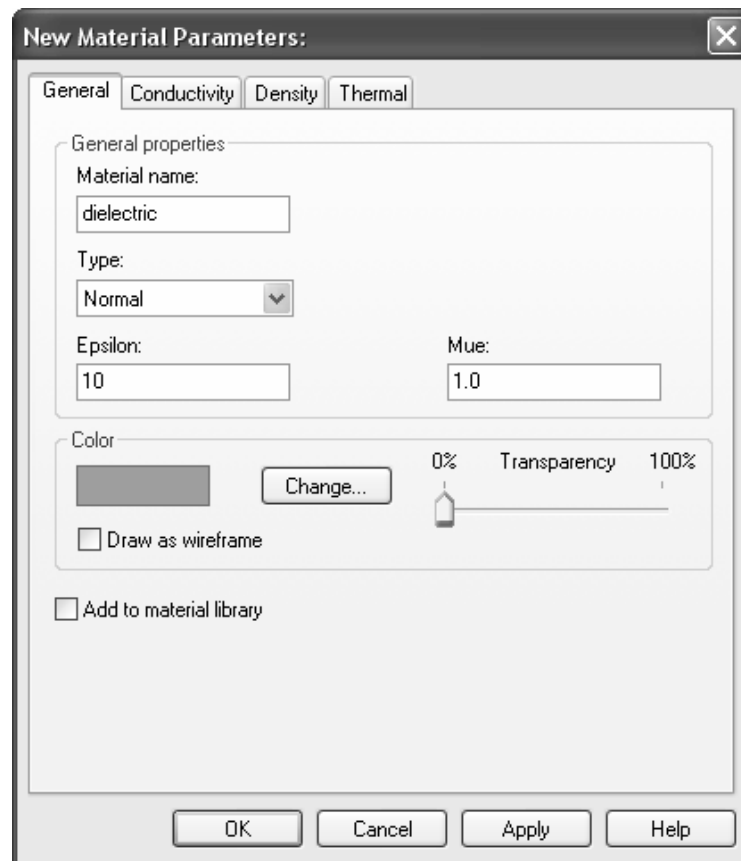 New Material Parameters:
General Conductivity Density Thermal
General properties
Material name:
dielectric
Type:
Normal
Epsilon: Mue:
10 1.0
Color
0% Transparency 100%
Change...
Draw as wireframe
Add to material library
OK Cancel Apply Help